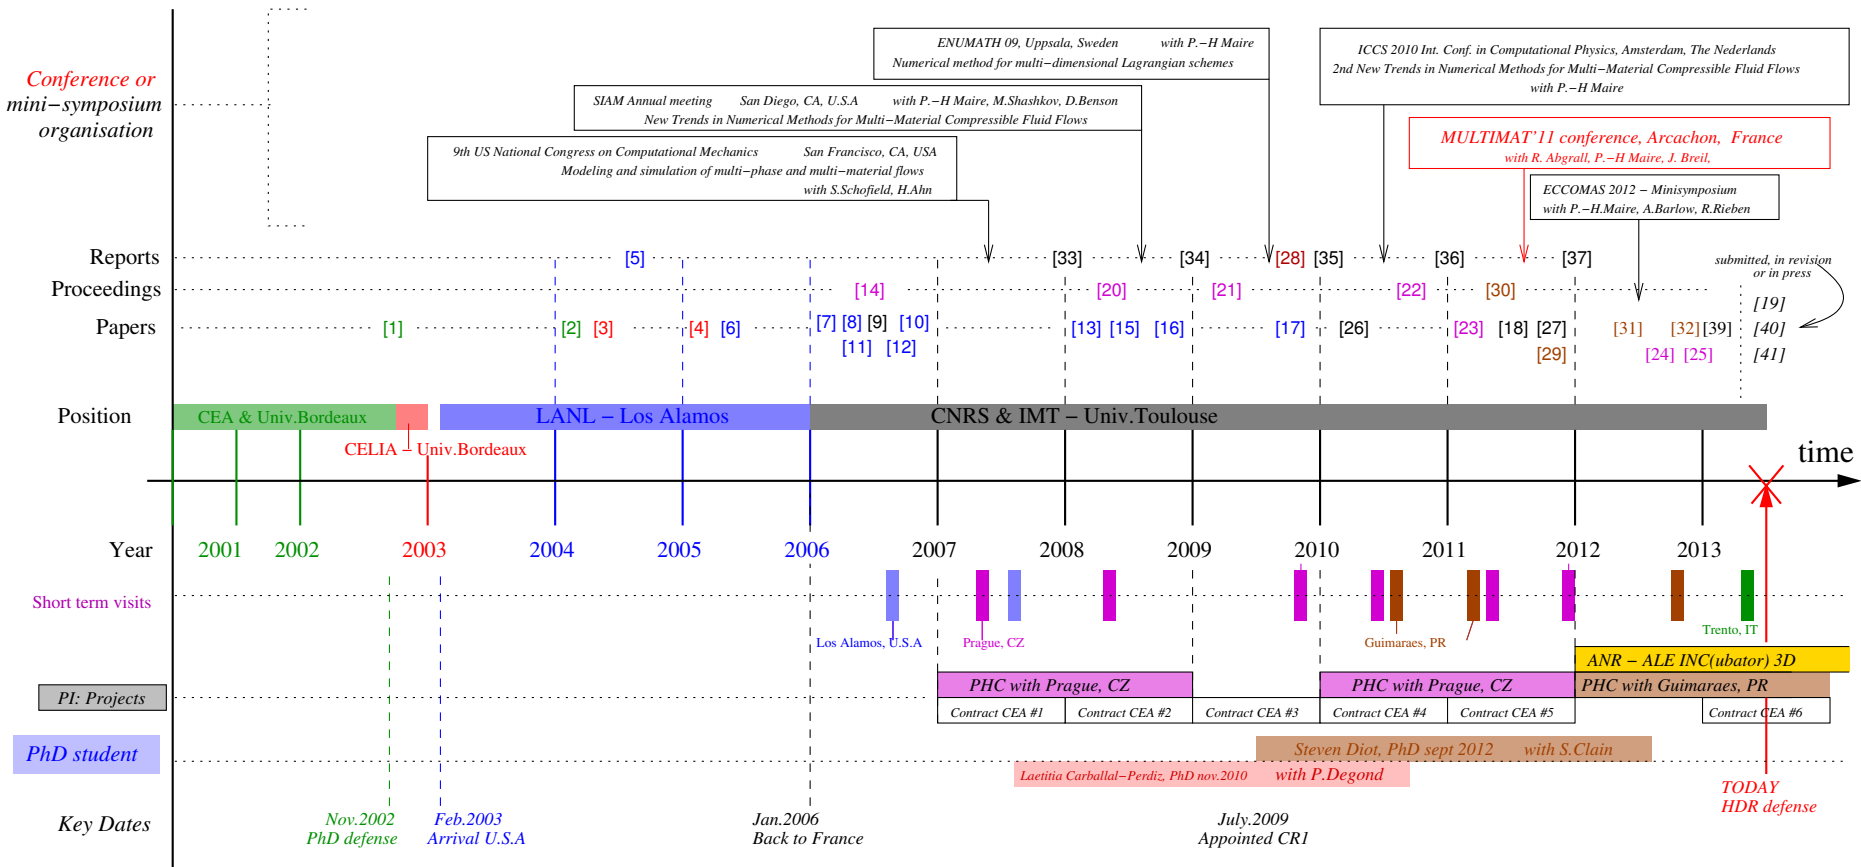 ENUMATH 09, Uppsala, Sweden with P.−H Maire
Numerical method for multi−dimensional Lagrangian schemes
ICCS 2010 Int. Conf. in Computational Physics, Amsterdam, The Nederlands
2nd New Trends in Numerical Methods for Multi−Material Compressible Fluid Flows
with P.−H Maire
Conference or
mini−symposium
organisation
SIAM Annual meeting San Diego, CA, U.S.A with P.−H Maire, M.Shashkov, D.Benson
New Trends in Numerical Methods for Multi−Material Compressible Fluid Flows
MULTIMAT'11 conference, Arcachon, France
with R. Abgrall, P.−H Maire, J. Breil,
9th US National Congress on Computational Mechanics San Francisco, CA, USA
Modeling and simulation of multi−phase and multi−material flows
with S.Schofield, H.Ahn
ECCOMAS 2012 − Minisymposium
with P.−H.Maire, A.Barlow, R.Rieben
Reports [5] [33] [34] [28] [35] [36] [37]
submitted, in revision
or in press
Proceedings [14] [20] [21] [22] [30]
[19]
Papers [1] [2] [3] [4] [6] [7] [8] [9] [10] [13] [15] [16] [17] [26] [23] [18] [27] [31] [32] [39] [40]
[11] [12] [29] [24] [25] [41]
Position CEA & Univ.Bordeaux LANL − Los Alamos CNRS & IMT − Univ.Toulouse
CELIA − Univ.Bordeaux
time
Year 2001 2002 2003 2004 2005 2006 2007 2008 2009 2010 2011 2012 2013
Short term visits
Los Alamos, U.S.A Prague, CZ Guimaraes, PR Trento, IT
ANR − ALE INC(ubator) 3D
PI: Projects PHC with Prague, CZ PHC with Prague, CZ PHC with Guimaraes, PR
Contract CEA #1 Contract CEA #2 Contract CEA #3 Contract CEA #4 Contract CEA #5 Contract CEA #6
PhD student Steven Diot, PhD sept 2012 with S.Clain
Laetitia Carballal−Perdiz, PhD nov.2010 with P.Degond
TODAY
HDR defense
Key Dates
Nov.2002
PhD defense
Feb.2003
Arrival U.S.A
Jan.2006
Back to France
July.2009
Appointed CR1